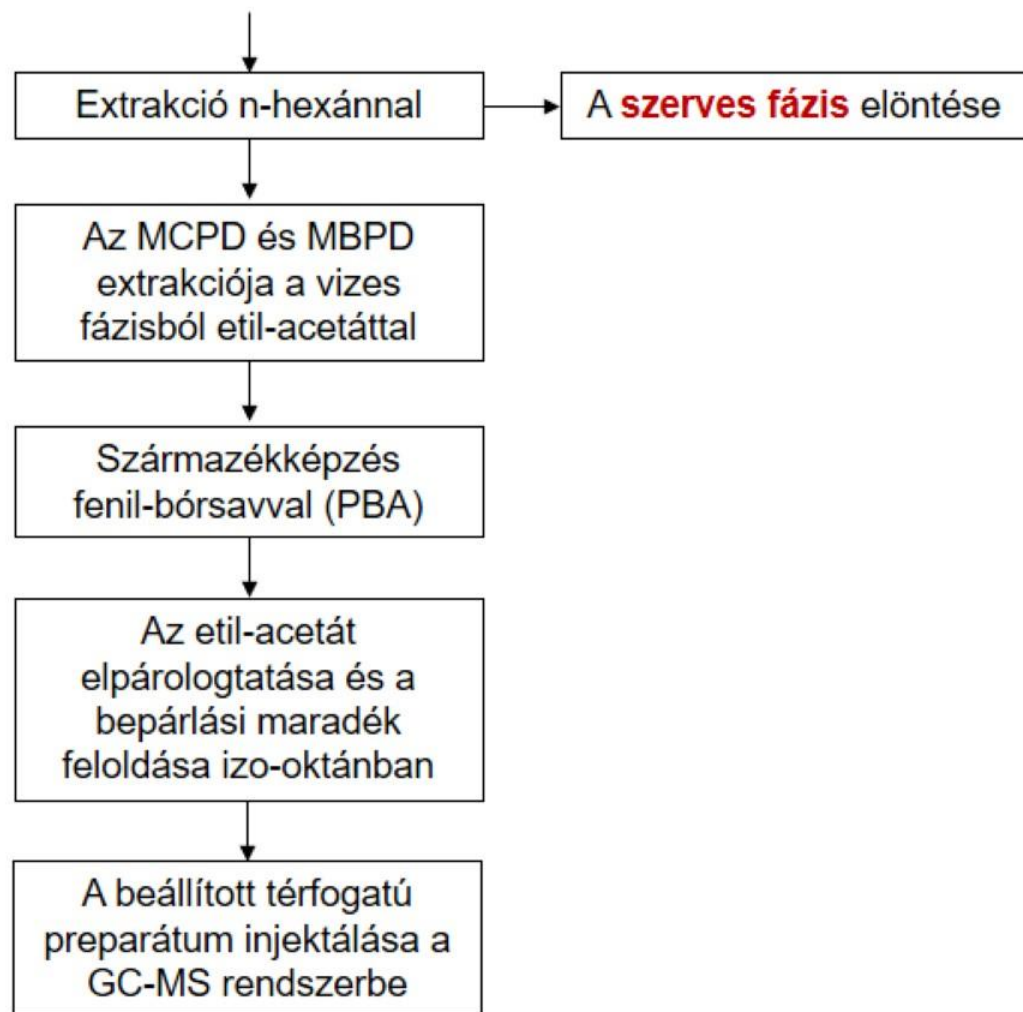 Extrakció n-hexánnal
A szerves fázis elöntése
Az MCPD és MBPD
extrakciója a vizes
fázisból etil-acetáttal
Származékképzés
fenil-bórsavval (PBA)
Az etil-acetát
elpárologtatása és a
bepárlási maradék
feloldása izo-oktánban
A beállított térfogatú
preparátum injektálása a
GC-MS rendszerbe